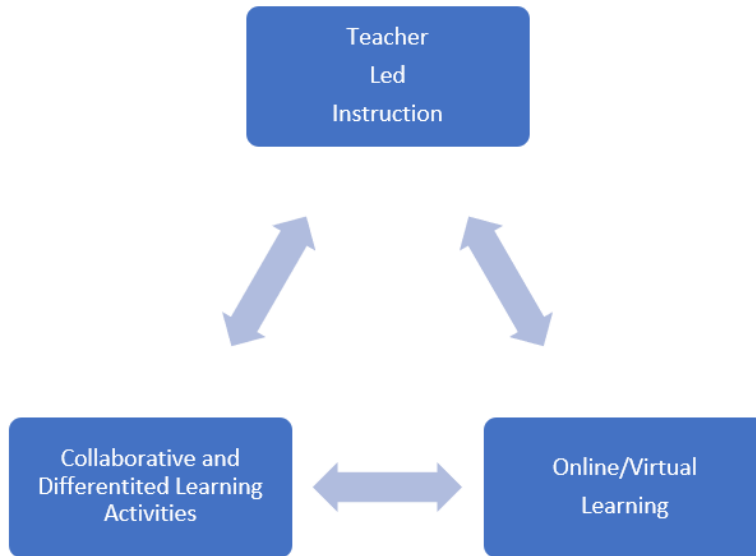 Teacher
Led
Instruction
Collaborative and
Differentited Learning
Activities
Online/Virtual
Learning